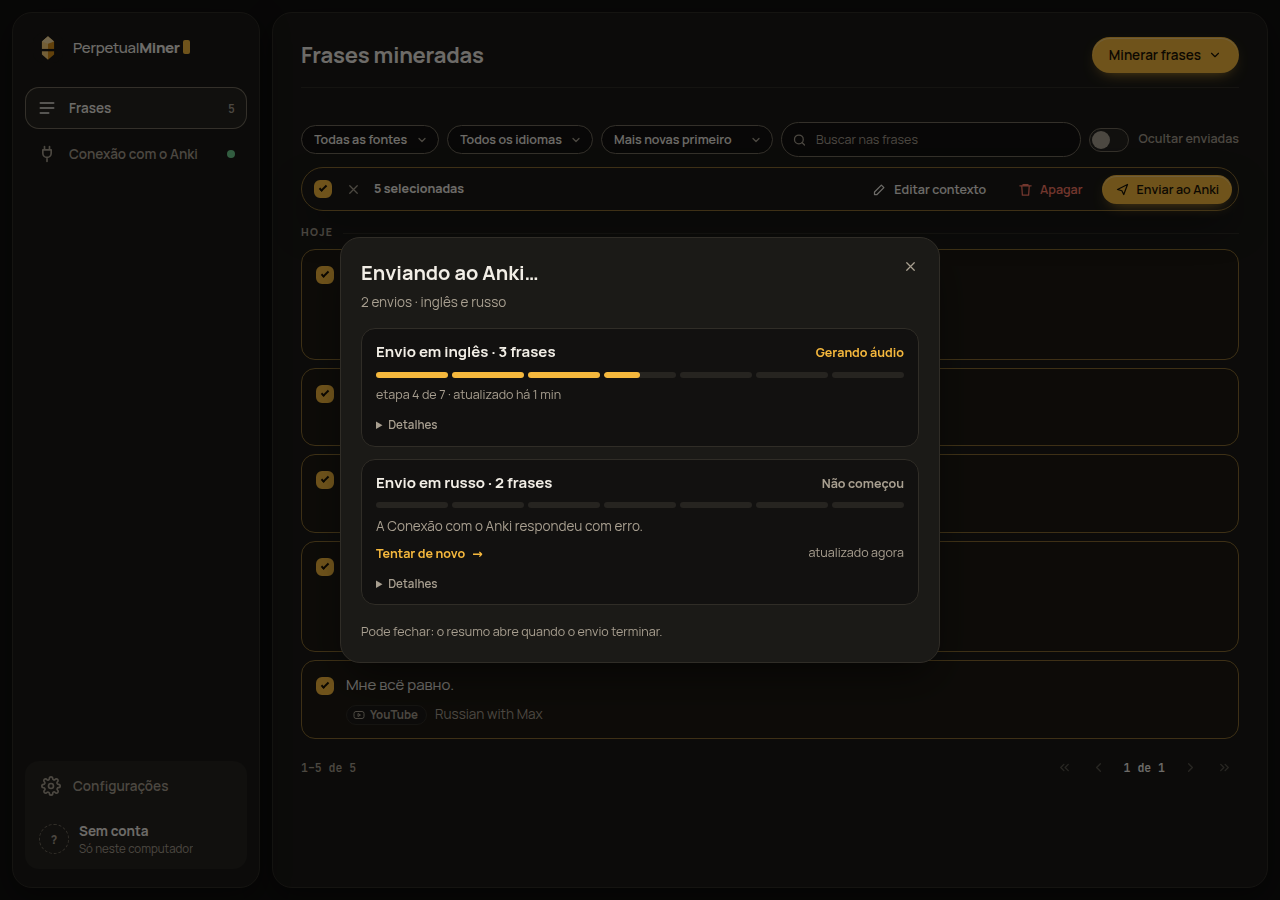 PerpetualMiner
Frases 5
Conexão com o Anki
Configurações
?
Sem conta
Só neste computador
Frases mineradas
Minerar frases
Todas as fontes
Todos os idiomas
Mais novas primeiro
Buscar nas frases
Ocultar enviadas
5 selecionadas
Editar contexto
Apagar
Enviar ao Anki
HOJE
Enviando ao Anki…
2 envios · inglês e russo
Envio em inglês · 3 frases
Gerando áudio
etapa 4 de 7 · atualizado há 1 min
Detalhes
Envio em russo · 2 frases
Não começou
A Conexão com o Anki respondeu com erro.
Tentar de novo →
atualizado agora
Detalhes
Pode fechar: o resumo abre quando o envio terminar.
Мне всё равно.
YouTube Russian with Max
1–5 de 5
1 de 1